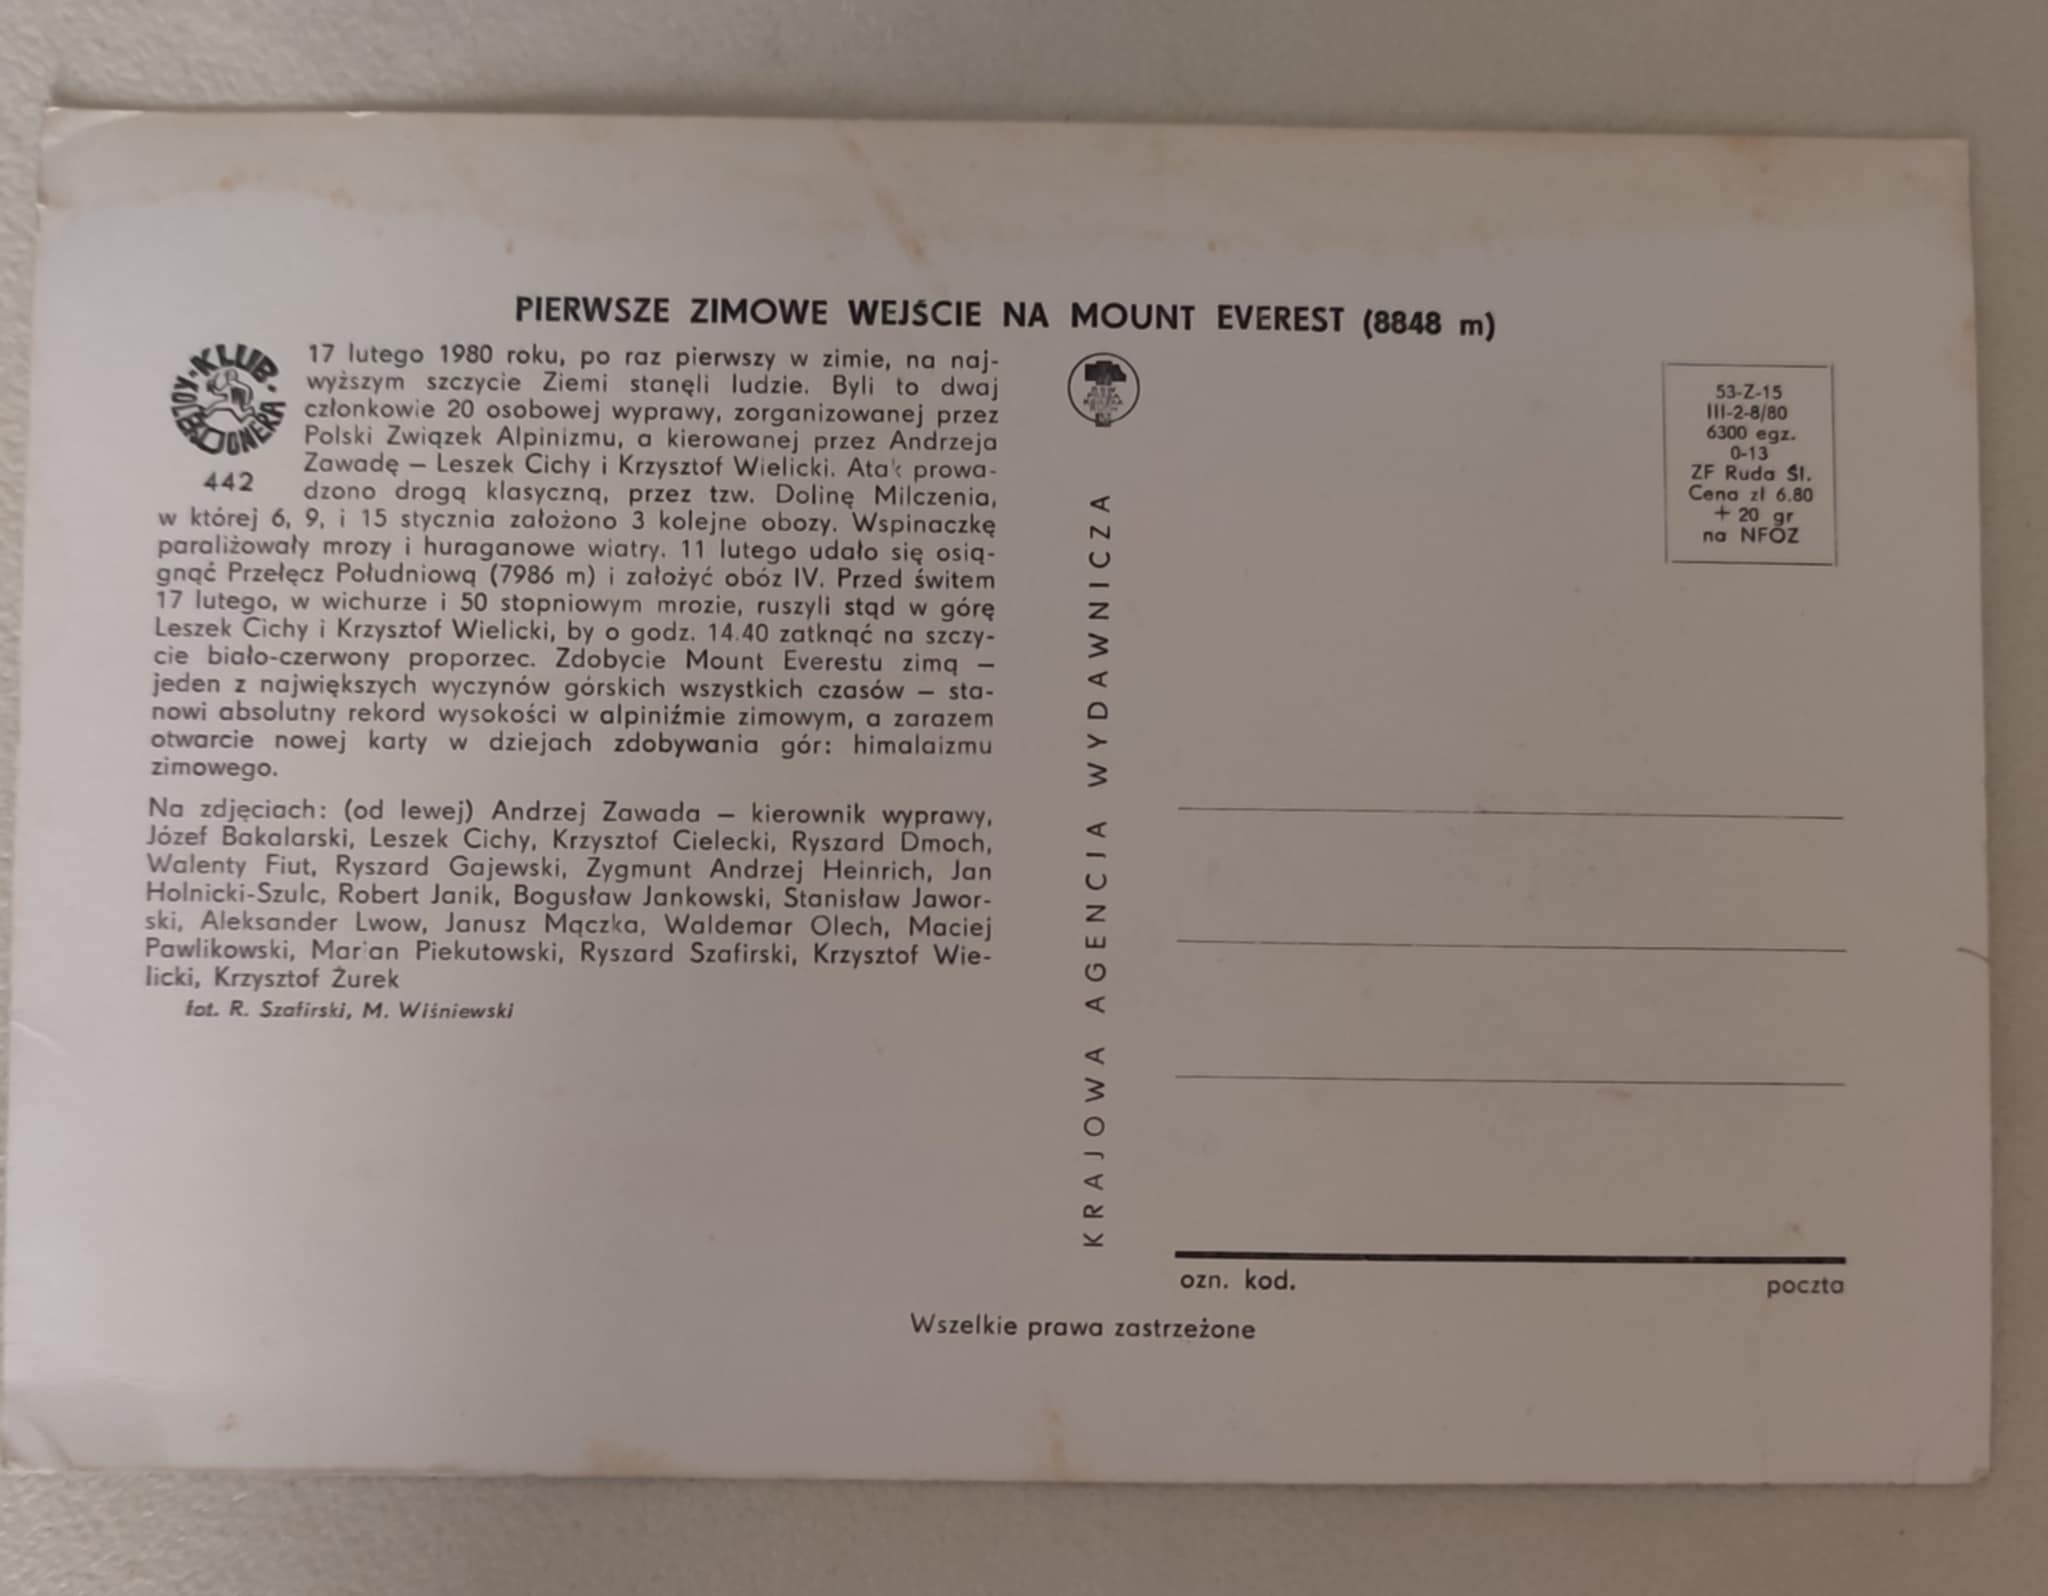 PIERWSZE ZIMOWE WEJŚCIE NA MOUNT EVEREST (8848 m)
KLUB KOLEKCJONERA
442
17 lutego 1980 roku, po raz pierwszy w zimie, na naj-
wyższym szczycie Ziemi stanęli ludzie. Byli to dwaj
członkowie 20 osobowej wyprawy, zorganizowanej przez
Polski Związek Alpinizmu, a kierowanej przez Andrzeja
Zawadę – Leszek Cichy i Krzysztof Wielicki. Atak prowa-
dzono drogą klasyczną, przez tzw. Dolinę Milczenia,
w której 6, 9, i 15 stycznia założono 3 kolejne obozy. Wspinaczkę
paraliżowały mrozy i huraganowe wiatry. 11 lutego udało się osią-
gnąć Przełęcz Południową (7986 m) i założyć obóz IV. Przed świtem
17 lutego, w wichurze i 50 stopniowym mrozie, ruszyli stąd w górę
Leszek Cichy i Krzysztof Wielicki, by o godz. 14.40 zatknąć na szczy-
cie biało-czerwony proporzec. Zdobycie Mount Everestu zimą –
jeden z największych wyczynów górskich wszystkich czasów – sta-
nowi absolutny rekord wysokości w alpiniźmie zimowym, a zarazem
otwarcie nowej karty w dziejach zdobywania gór: himalaizmu
zimowego.
Na zdjęciach: (od lewej) Andrzej Zawada – kierownik wyprawy,
Józef Bakalarski, Leszek Cichy, Krzysztof Cielecki, Ryszard Dmoch,
Walenty Fiut, Ryszard Gajewski, Zygmunt Andrzej Heinrich, Jan
Holnicki-Szulc, Robert Janik, Bogusław Jankowski, Stanisław Jawor-
ski, Aleksander Lwow, Janusz Mączka, Waldemar Olech, Maciej
Pawlikowski, Marian Piekutowski, Ryszard Szafirski, Krzysztof Wie-
licki, Krzysztof Żurek
fot. R. Szafirski, M. Wiśniewski
KRAJOWA AGENCJA WYDAWNICZA
53-Z-15
III-2-8/80
6300 egz.
0-13
ZF Ruda Śl.
Cena zł 6.80
+ 20 gr
na NFOZ
ozn. kod.
poczta
Wszelkie prawa zastrzeżone